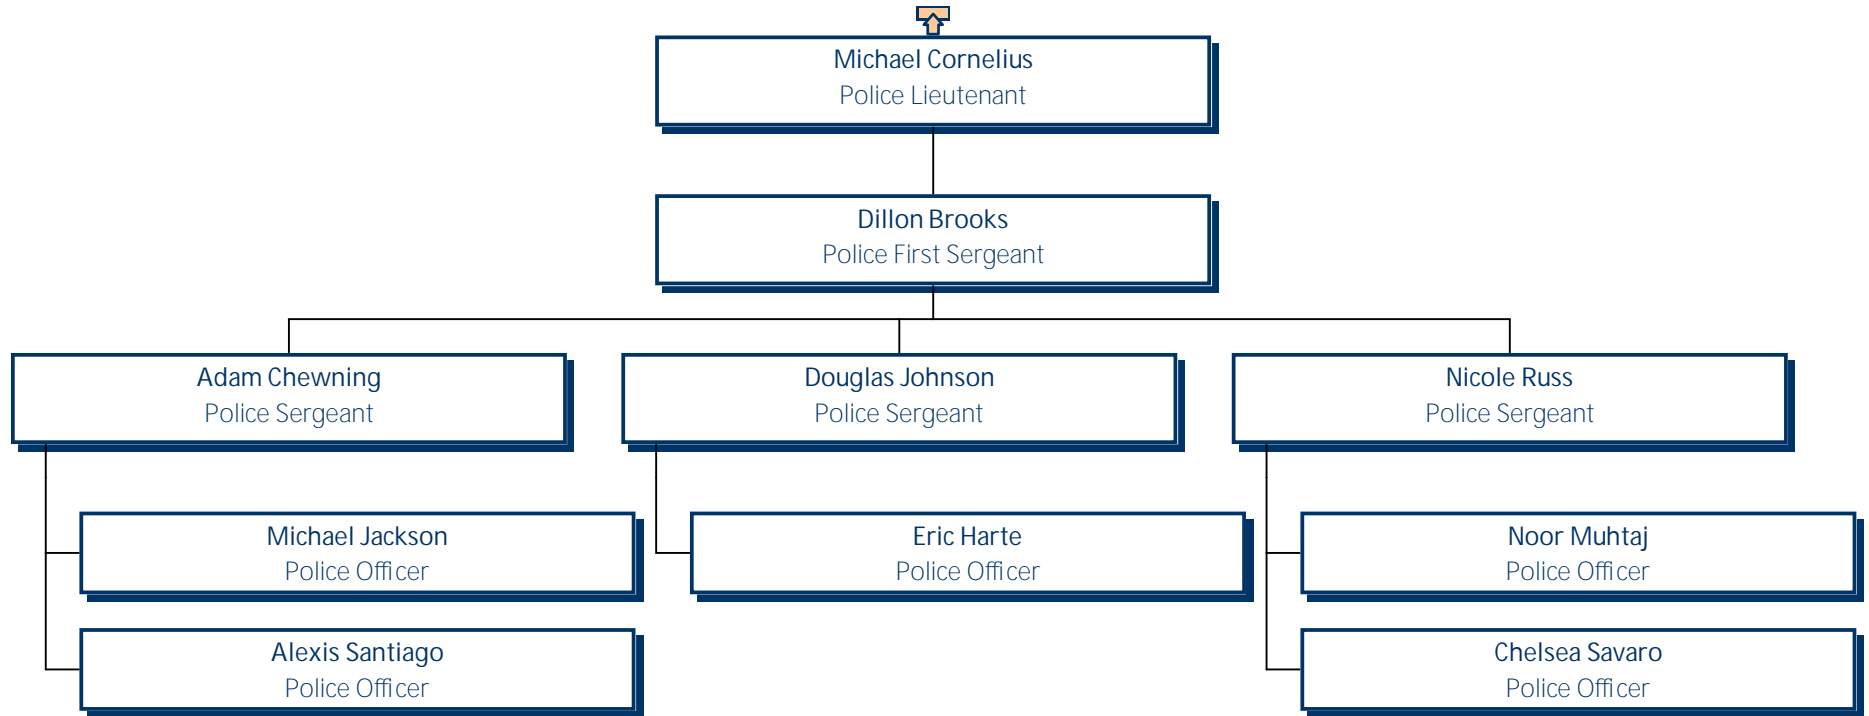 Michael Cornelius
Police Lieutenant
Dillon Brooks
Police First Sergeant
Adam Chewning
Police Sergeant
Douglas Johnson
Police Sergeant
Nicole Russ
Police Sergeant
Michael Jackson
Police Officer
Eric Harte
Police Officer
Noor Muhtaj
Police Officer
Alexis Santiago
Police Officer
Chelsea Savaro
Police Officer